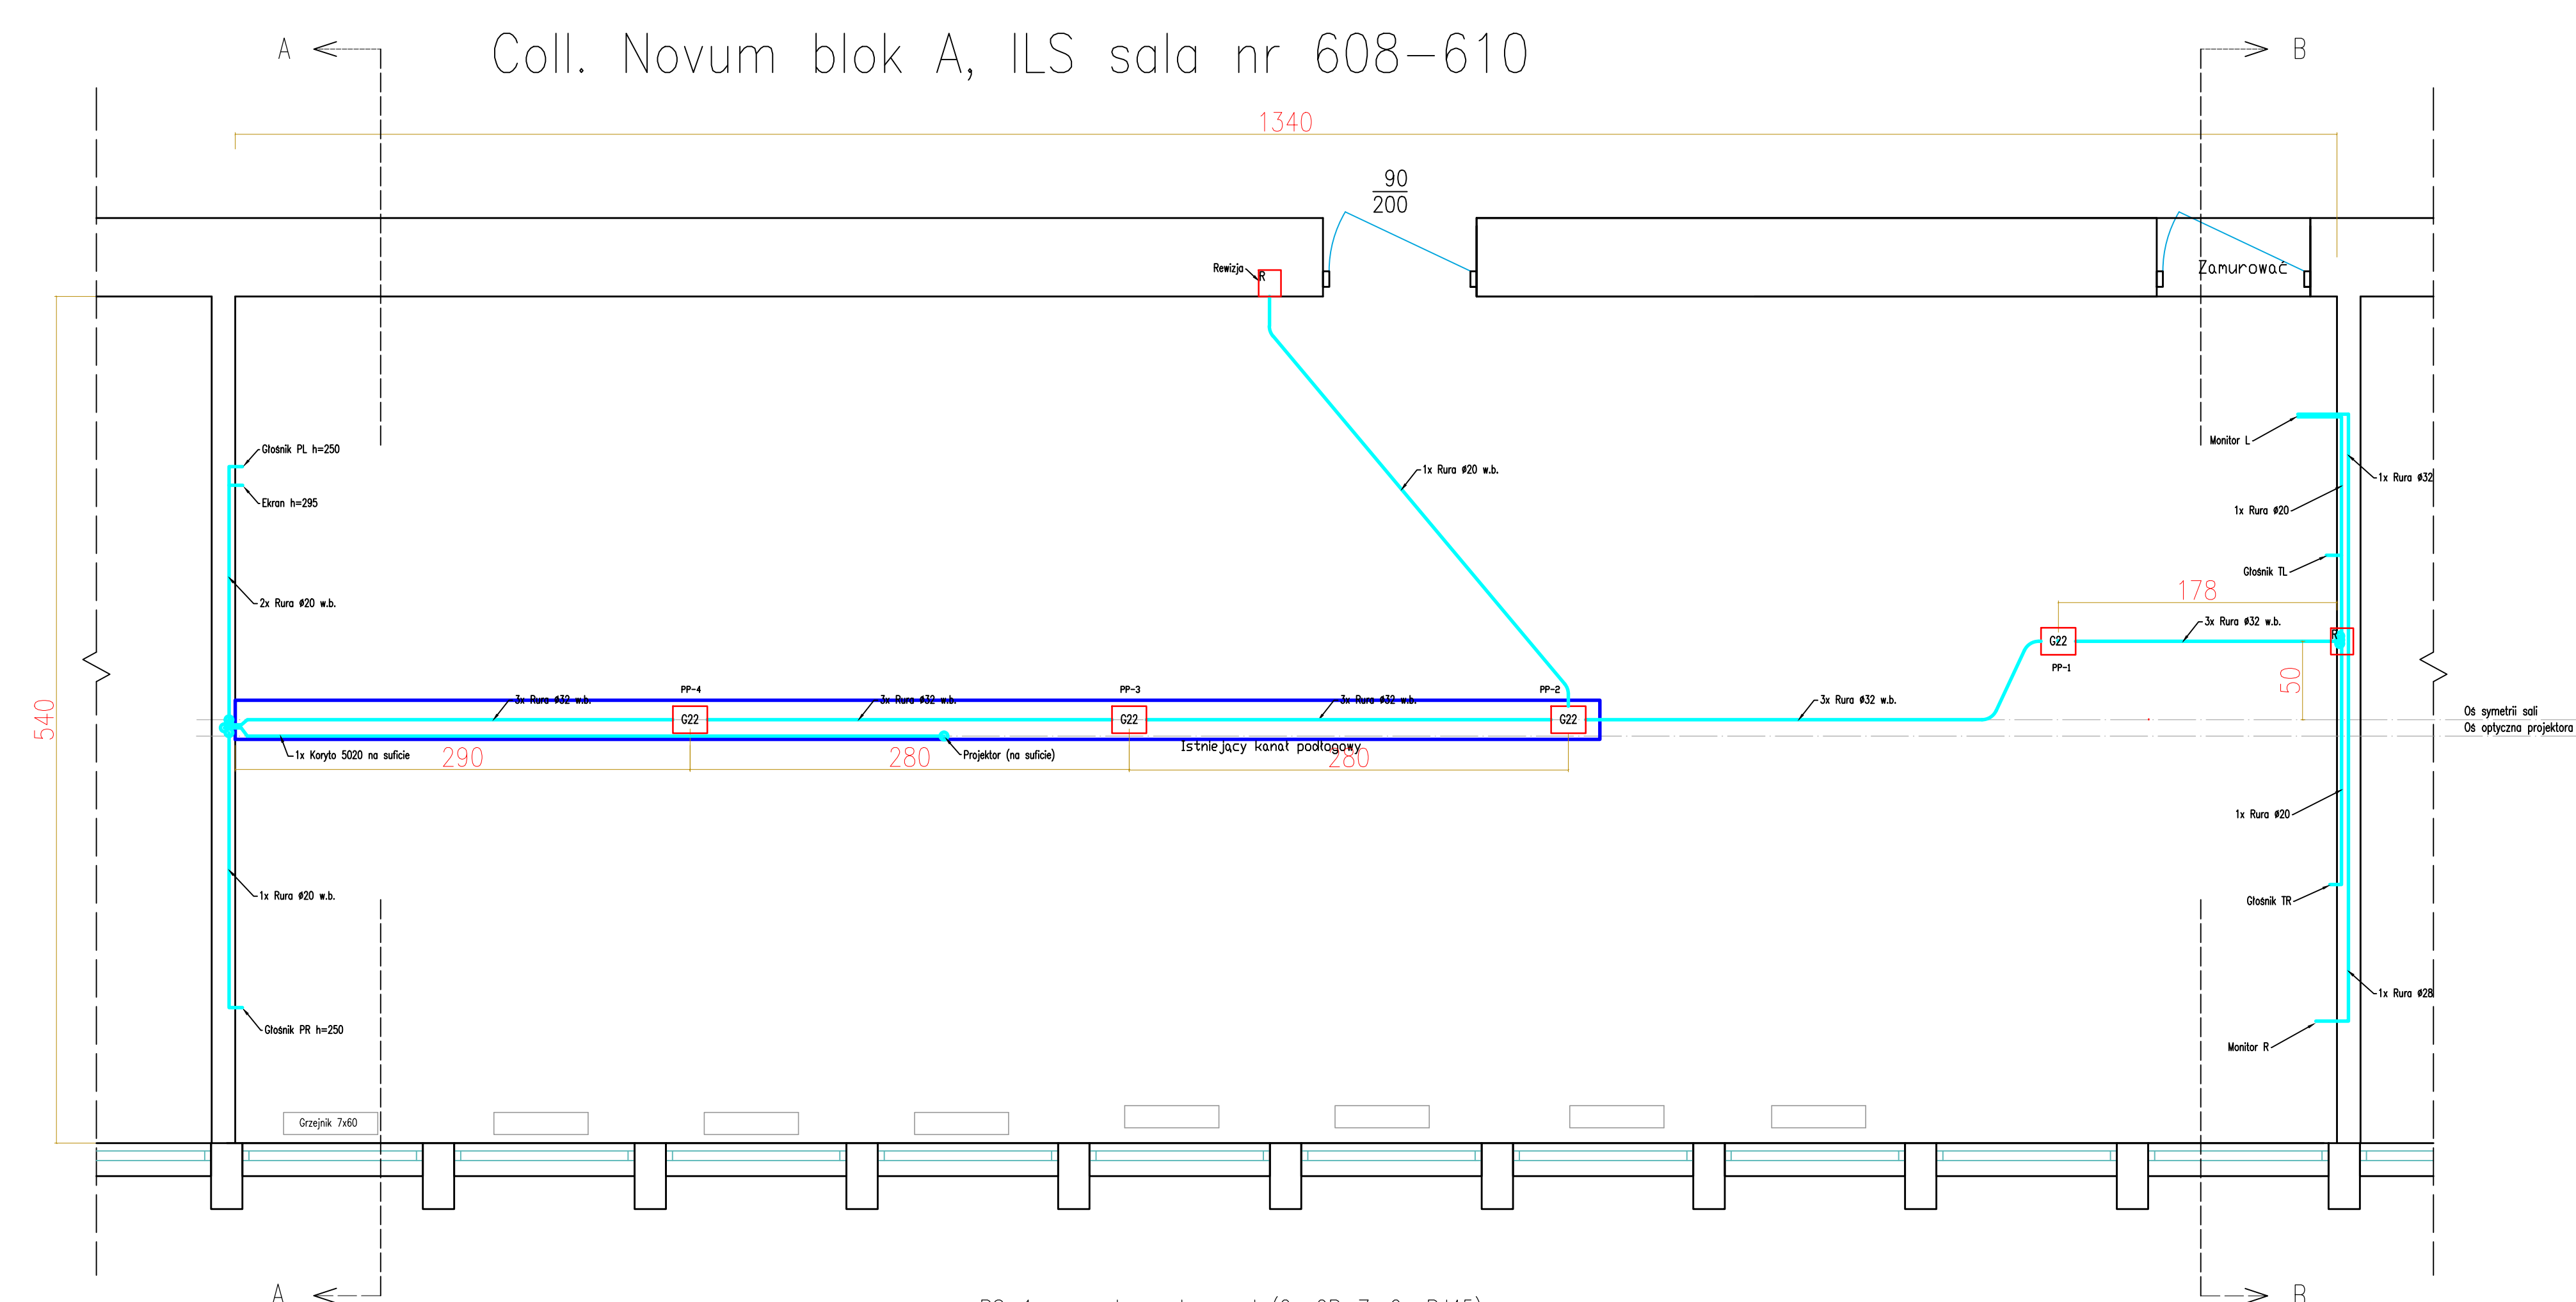 Coll. Novum blok A, ILS sala nr 608-610
A
B
1340
90
200
Rewizja
R
Zamurować
Głośnik PL h=250
Ekran h=295
Monitor L
1x Rura ø20 w.b.
1x Rura ø32
1x Rura ø20
Głośnik TL
178
2x Rura ø20 w.b.
3x Rura ø32 w.b.
G22
R
PP-1
50
540
PP-4
PP-3
PP-2
3x Rura ø32 w.b.
3x Rura ø32 w.b.
3x Rura ø32 w.b.
3x Rura ø32 w.b.
G22
G22
G22
Oś symetrii sali
Oś optyczna projektora
1x Koryto 5020 na suficie
290
280
Projektor (na suficie)
Istniejący kanał podłogowy
280
1x Rura ø20
1x Rura ø20 w.b.
Głośnik TR
1x Rura ø28
Głośnik PR h=250
Monitor R
Grzejnik 7x60
A
B